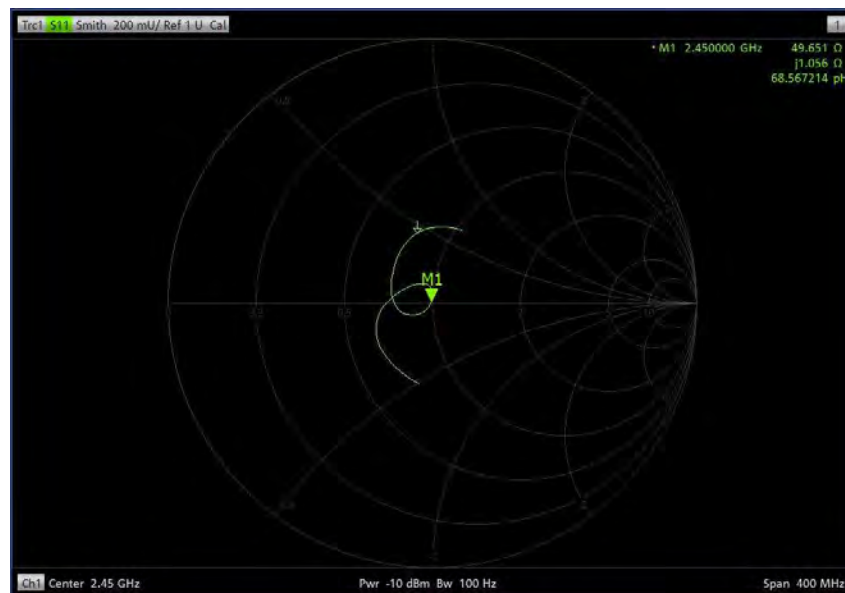 Trc1 S11 Smith 200 mU/ Ref 1 U Cal
1
• M1 2.450000 GHz 49.651 Ω
j1.056 Ω
68.567214 pH
M1
Ch1 Center 2.45 GHz Pwr -10 dBm Bw 100 Hz Span 400 MHz